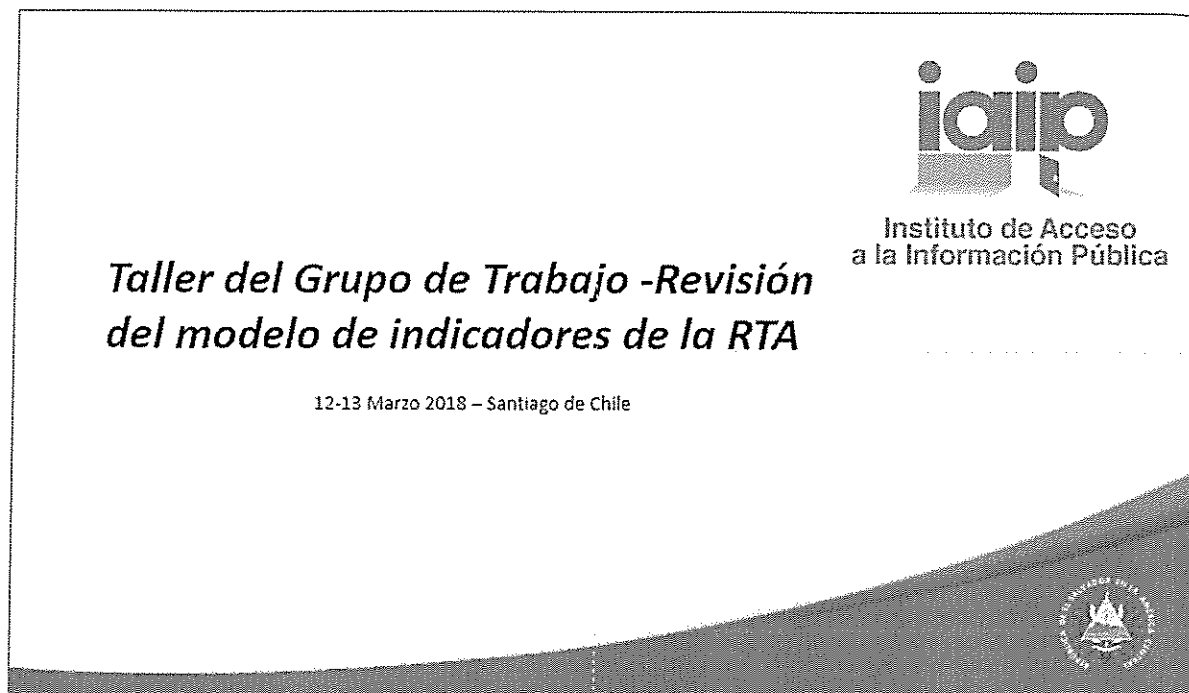 iaip
Instituto de Acceso
a la Información Pública
Taller del Grupo de Trabajo -Revisión
del modelo de indicadores de la RTA
12-13 Marzo 2018 – Santiago de Chile